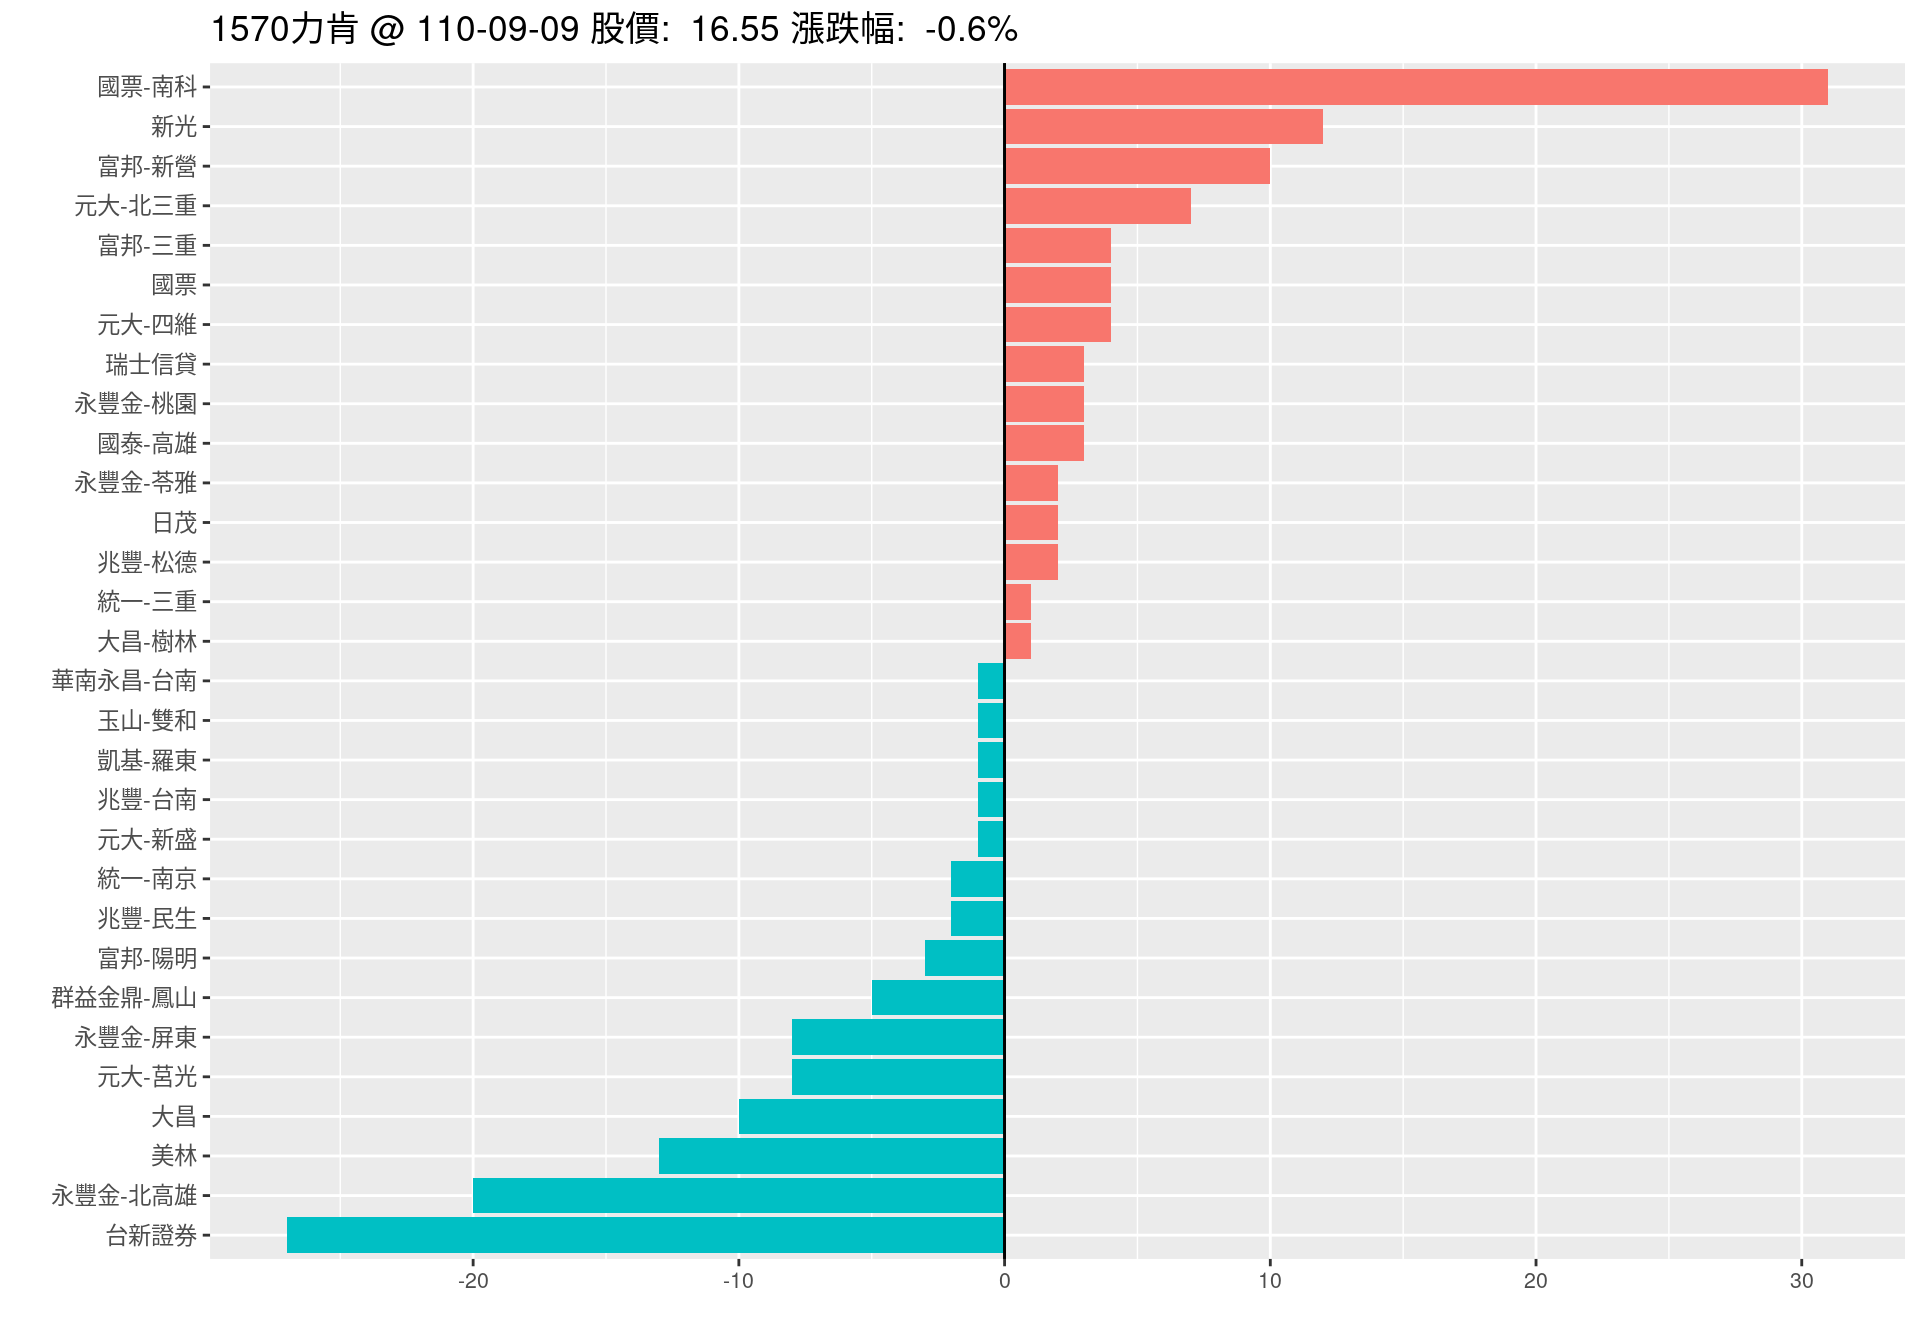 1570力肯 @ 110-09-09 股價:  16.55 漲跌幅:  -0.6%
國票-南科
新光
富邦-新營
元大-北三重
富邦-三重
國票
元大-四維
瑞士信貸
永豐金-桃園
國泰-高雄
永豐金-苓雅
日茂
兆豐-松德
統一-三重
大昌-樹林
華南永昌-台南
玉山-雙和
凱基-羅東
兆豐-台南
元大-新盛
統一-南京
兆豐-民生
富邦-陽明
群益金鼎-鳳山
永豐金-屏東
元大-莒光
大昌
美林
永豐金-北高雄
台新證券
-20 -10 0 10 20 30